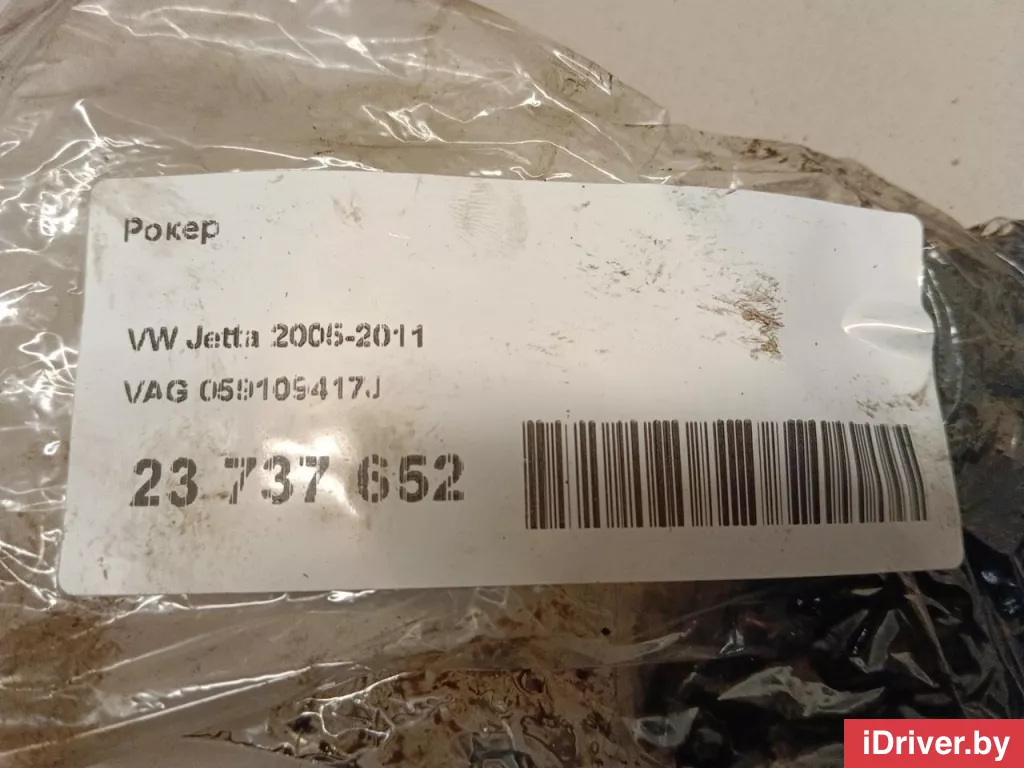 Рокер
VW Jetta 2005-2011
VAG 059109417J
23 737 652
iDriver.by